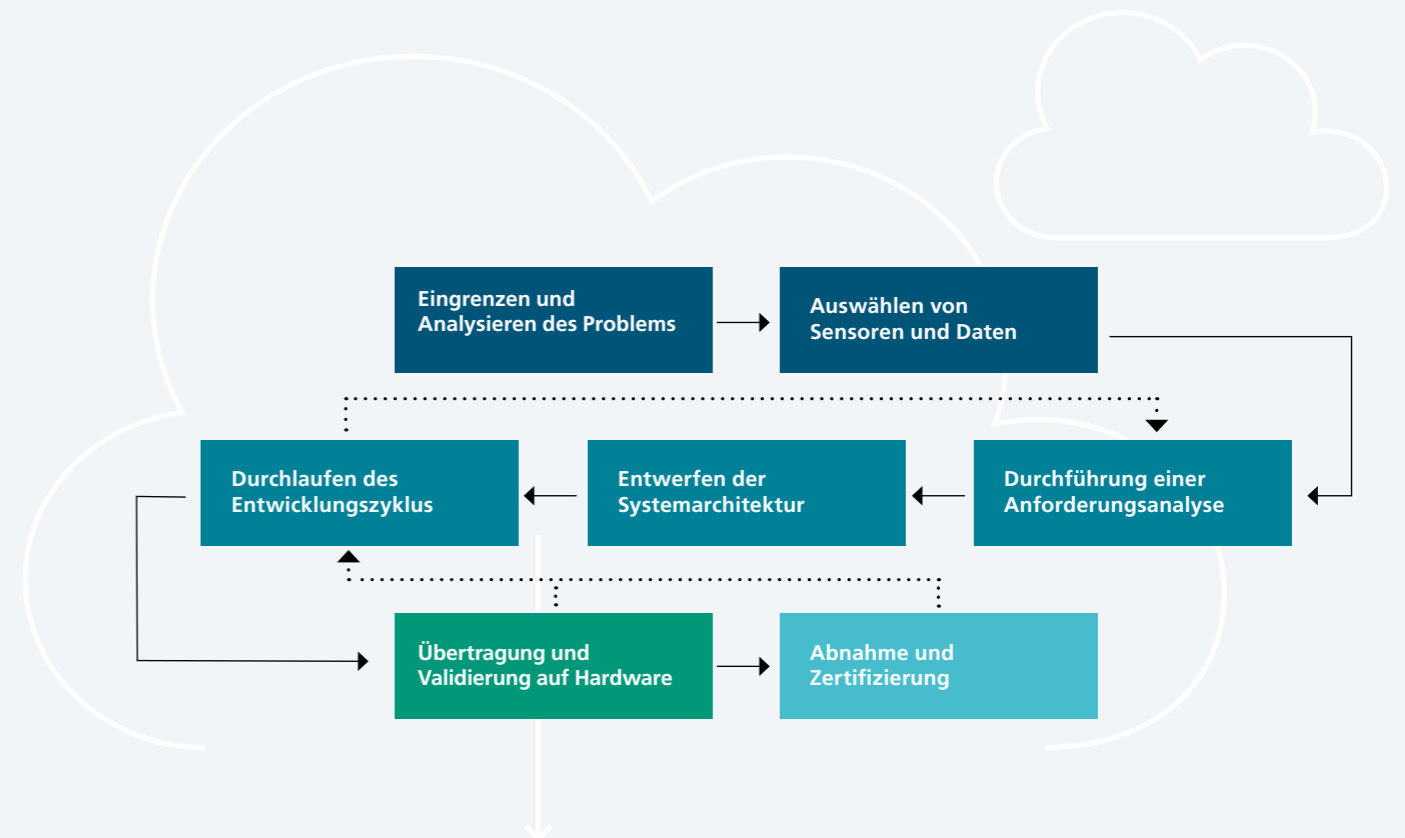 Eingrenzen und
Analysieren des Problems
Auswählen von
Sensoren und Daten
Durchlaufen des
Entwicklungszyklus
Entwerfen der
Systemarchitektur
Durchführung einer
Anforderungsanalyse
Übertragung und
Validierung auf Hardware
Abnahme und
Zertifizierung